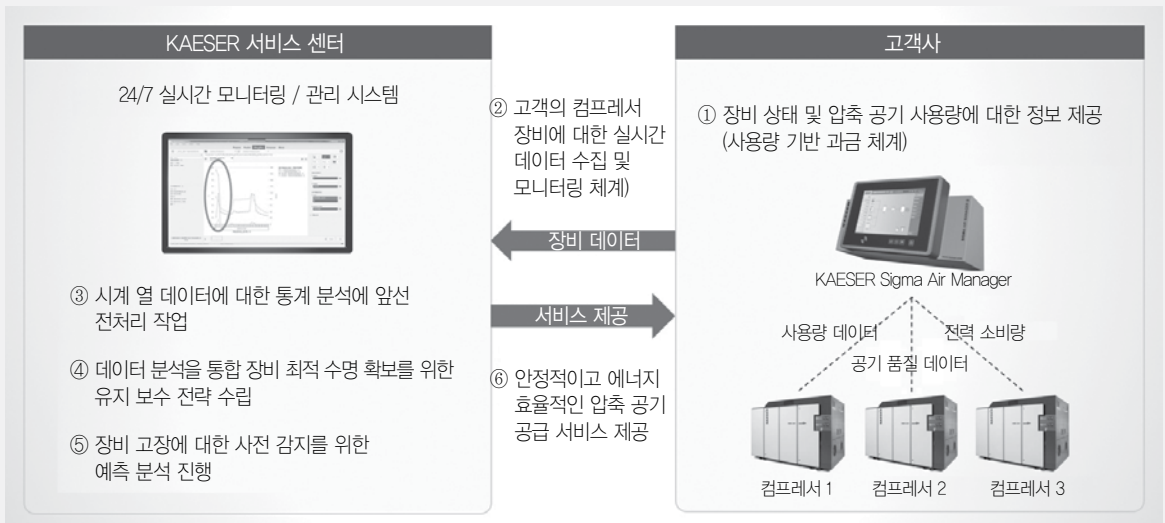 KAESER 서비스 센터
24/7 실시간 모니터링 / 관리 시스템
③ 시계 열 데이터에 대한 통계 분석에 앞선
전처리 작업
④ 데이터 분석을 통합 장비 최적 수명 확보를 위한
유지 보수 전략 수립
⑤ 장비 고장에 대한 사전 감지를 위한
예측 분석 진행
② 고객의 컴프레서
장비에 대한 실시간
데이터 수집 및
모니터링 체계)
장비 데이터
서비스 제공
⑥ 안정적이고 에너지
효율적인 압축 공기
공급 서비스 제공
고객사
① 장비 상태 및 압축 공기 사용량에 대한 정보 제공
(사용량 기반 과금 체계)
KAESER Sigma Air Manager
사용량 데이터
전력 소비량
공기 품질 데이터
컴프레서 1
컴프레서 2
컴프레서 3